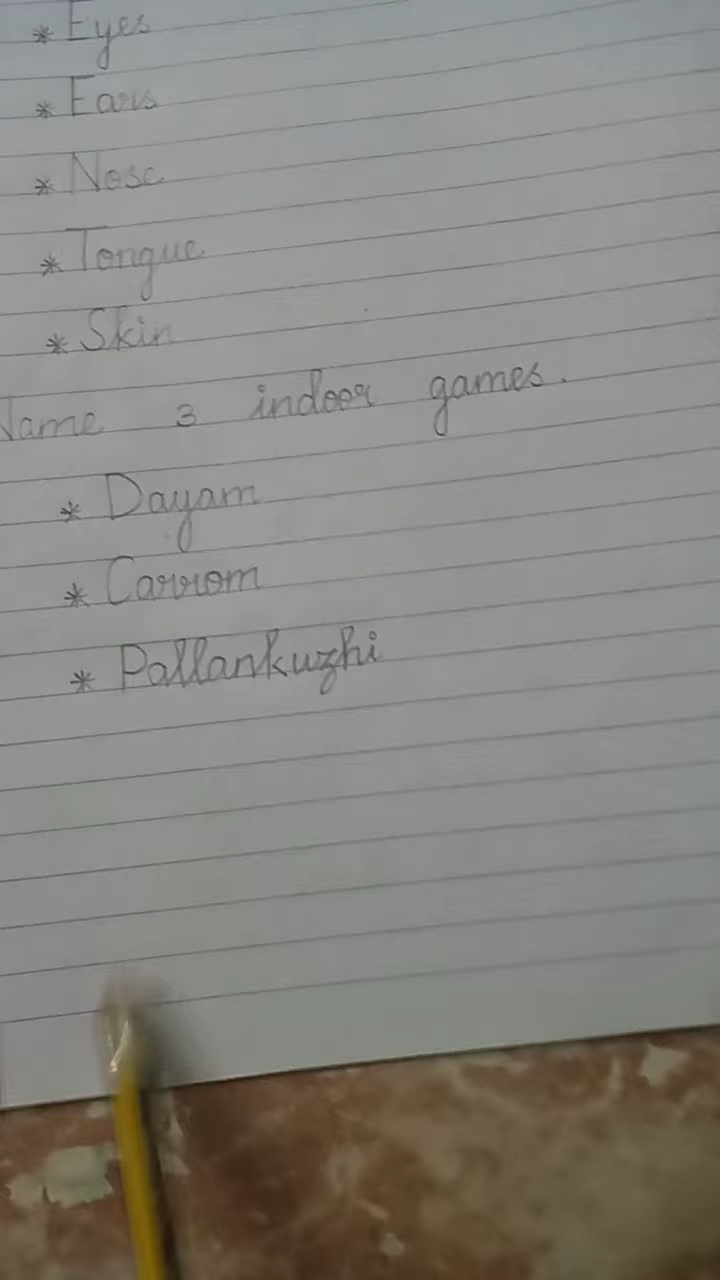 * Eyes
* Ears
* Nose
* Tongue
* Skin
Name 3 indoor games.
* Dayam
* Carrom
* Pallankuzhi